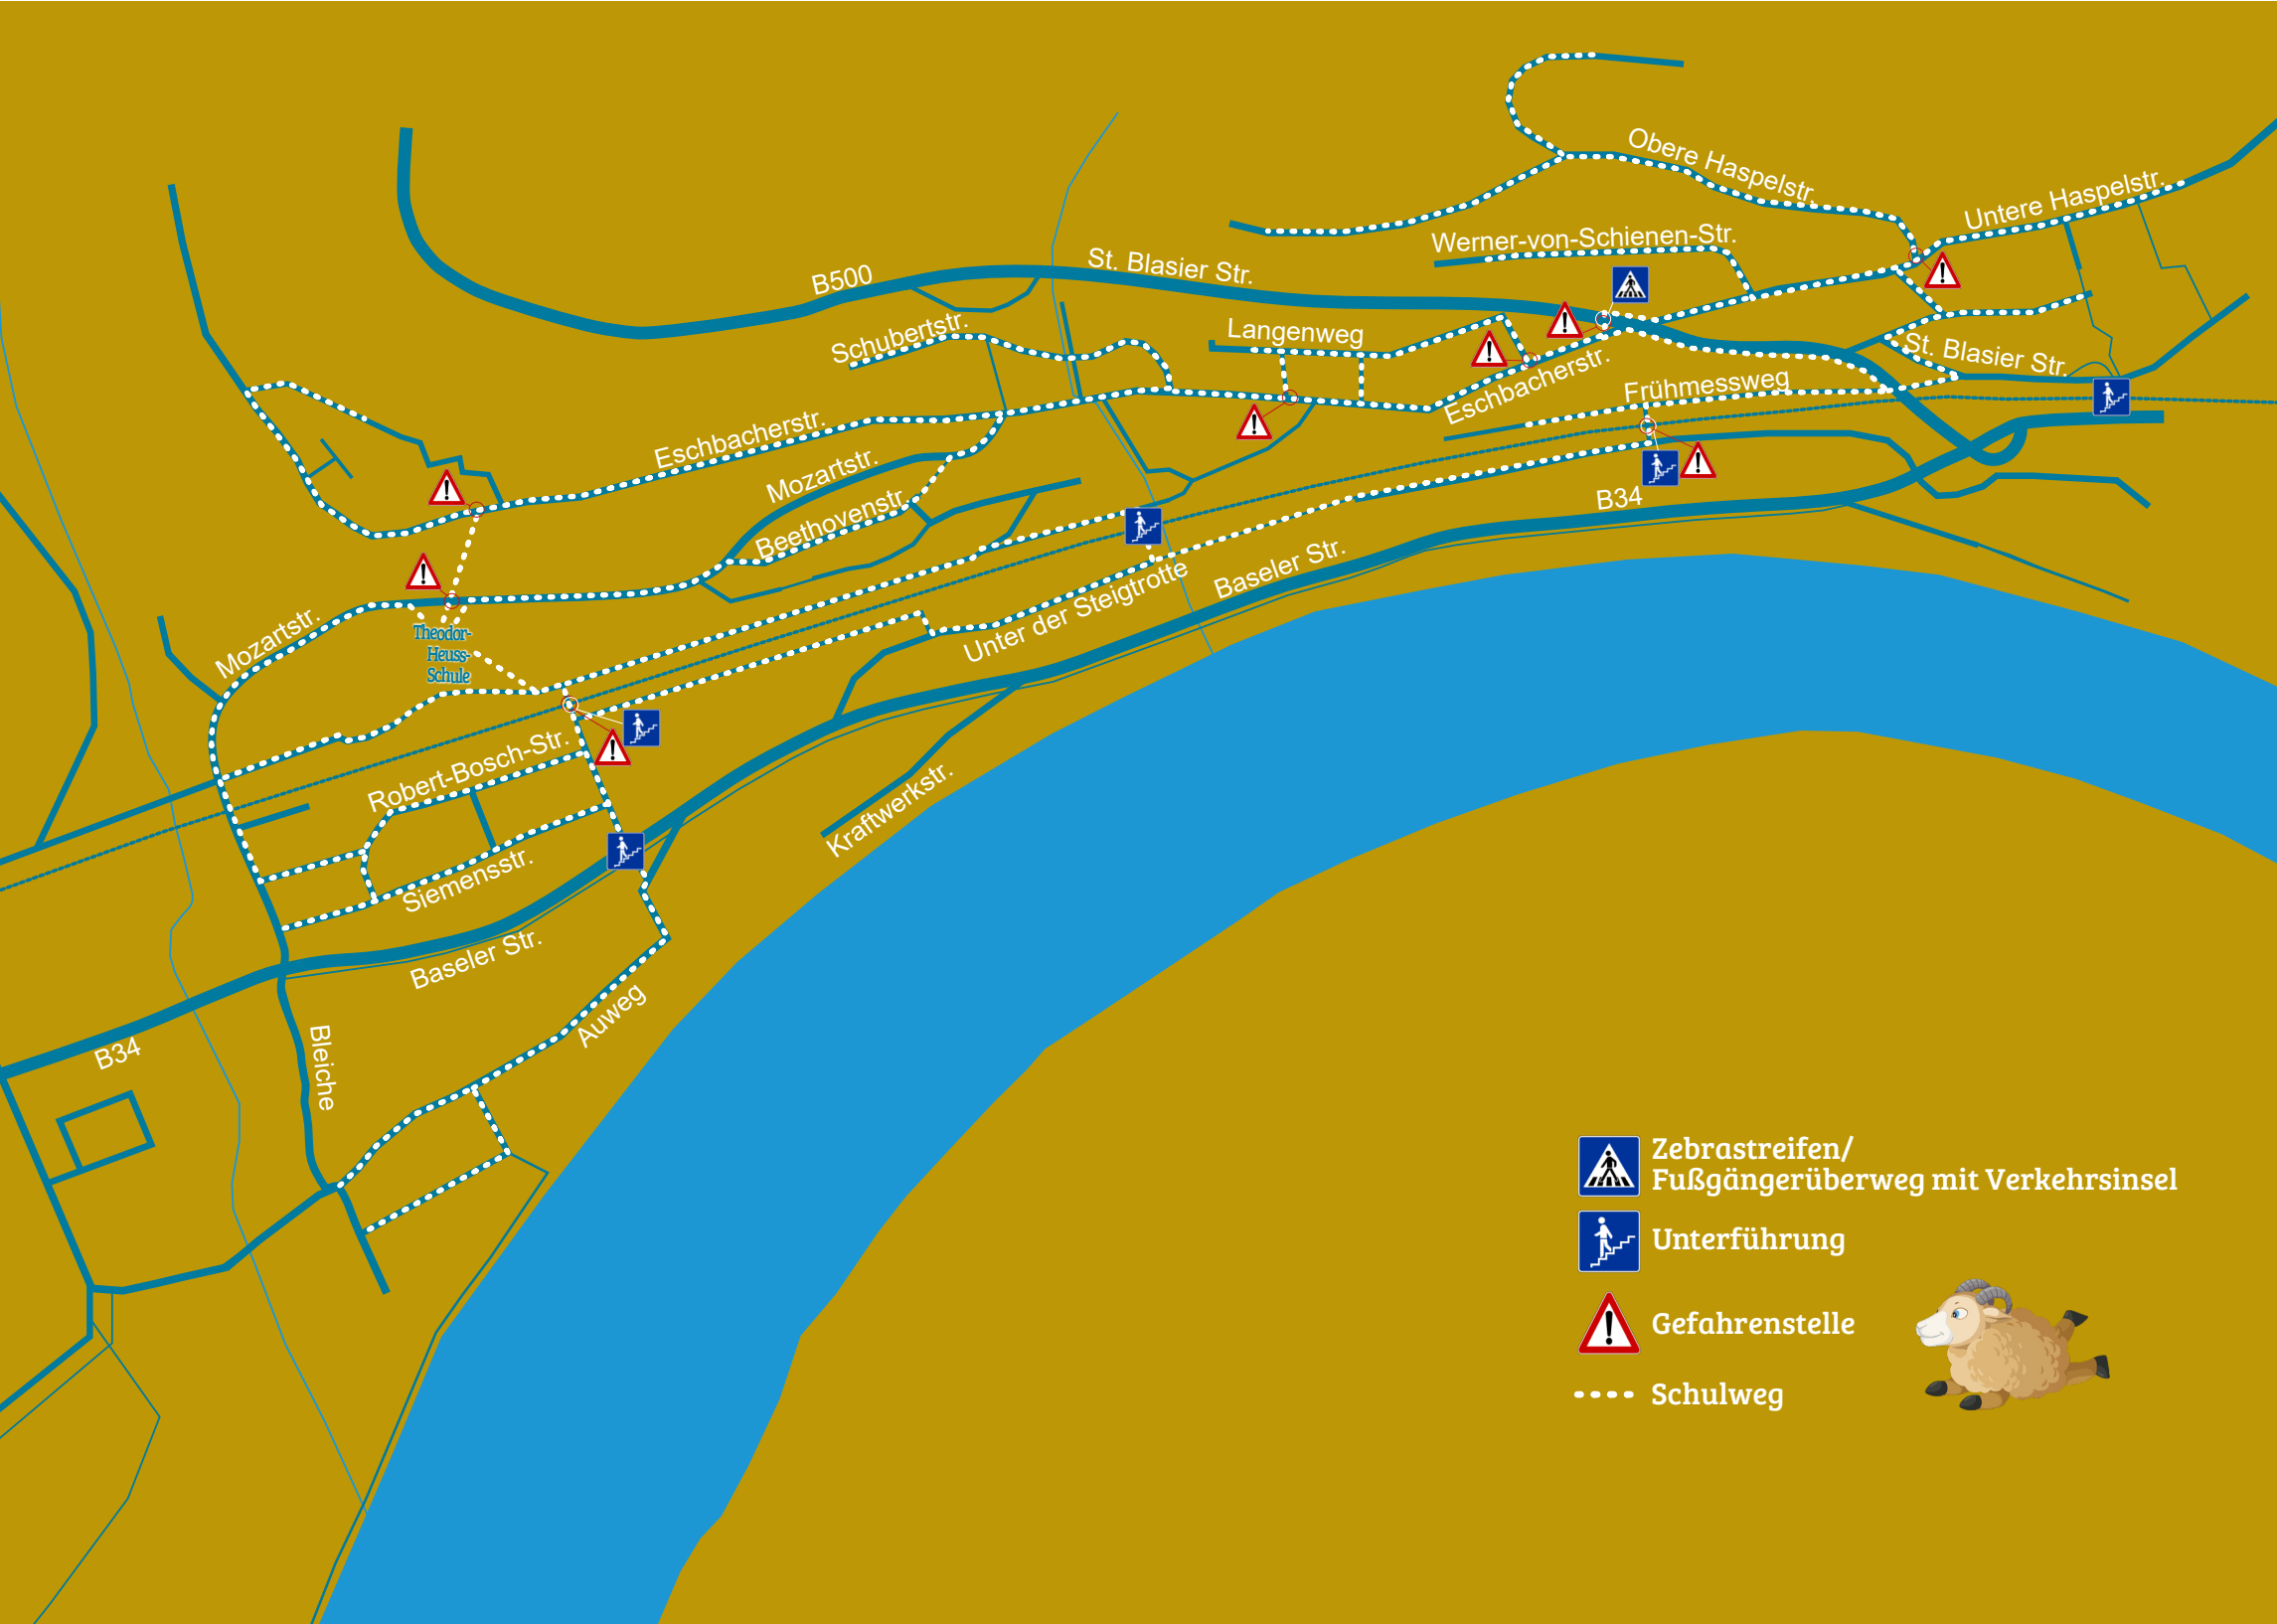 Obere Haspelstr.
Untere Haspelstr.
Werner-von-Schienen-Str.
B500
St. Blasier Str.
Schubertstr.
Langenweg
St. Blasier Str.
Eschbacherstr.
Frühmessweg
Eschbacherstr.
Mozartstr.
Beethovenstr.
B34
Baseler Str.
Unter der Steigtrotte
Mozartstr.
Theodor-
Heuss-
Schule
Robert-Bosch-Str.
Kraftwerkstr.
Siemensstr.
Baseler Str.
Auweg
B34
Bleiche
Zebrastreifen/
Fußgängerüberweg mit Verkehrsinsel
Unterführung
Gefahrenstelle
Schulweg